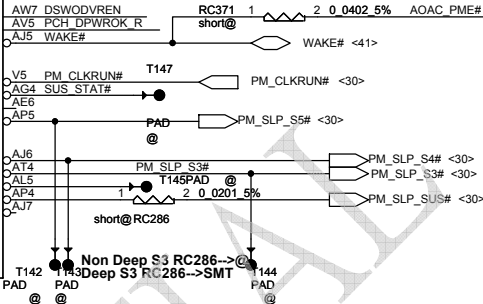 AW7 DSWODVREN RC371 1 2 0_0402_5% AOAC_PME#
AV5 PCH_DPWROK_R short@
AJ5 WAKE# WAKE# <41>
V5 PM_CLKRUN# T147 PM_CLKRUN# <30>
AG4 SUS_STAT#
AE6
AP5 PAD PM_SLP_S5# <30>
@
AJ6 PM_SLP_S4# <30>
AT4 PM_SLP_S3# PM_SLP_S3# <30>
AL5 T145PAD @
AP4 1 2 0_0201_5% PM_SLP_SUS# <30>
AJ7
short@ RC286
Non Deep S3 RC286-->@
Deep S3 RC286-->SMT
T142 T143 T144
PAD PAD PAD
@ @ @